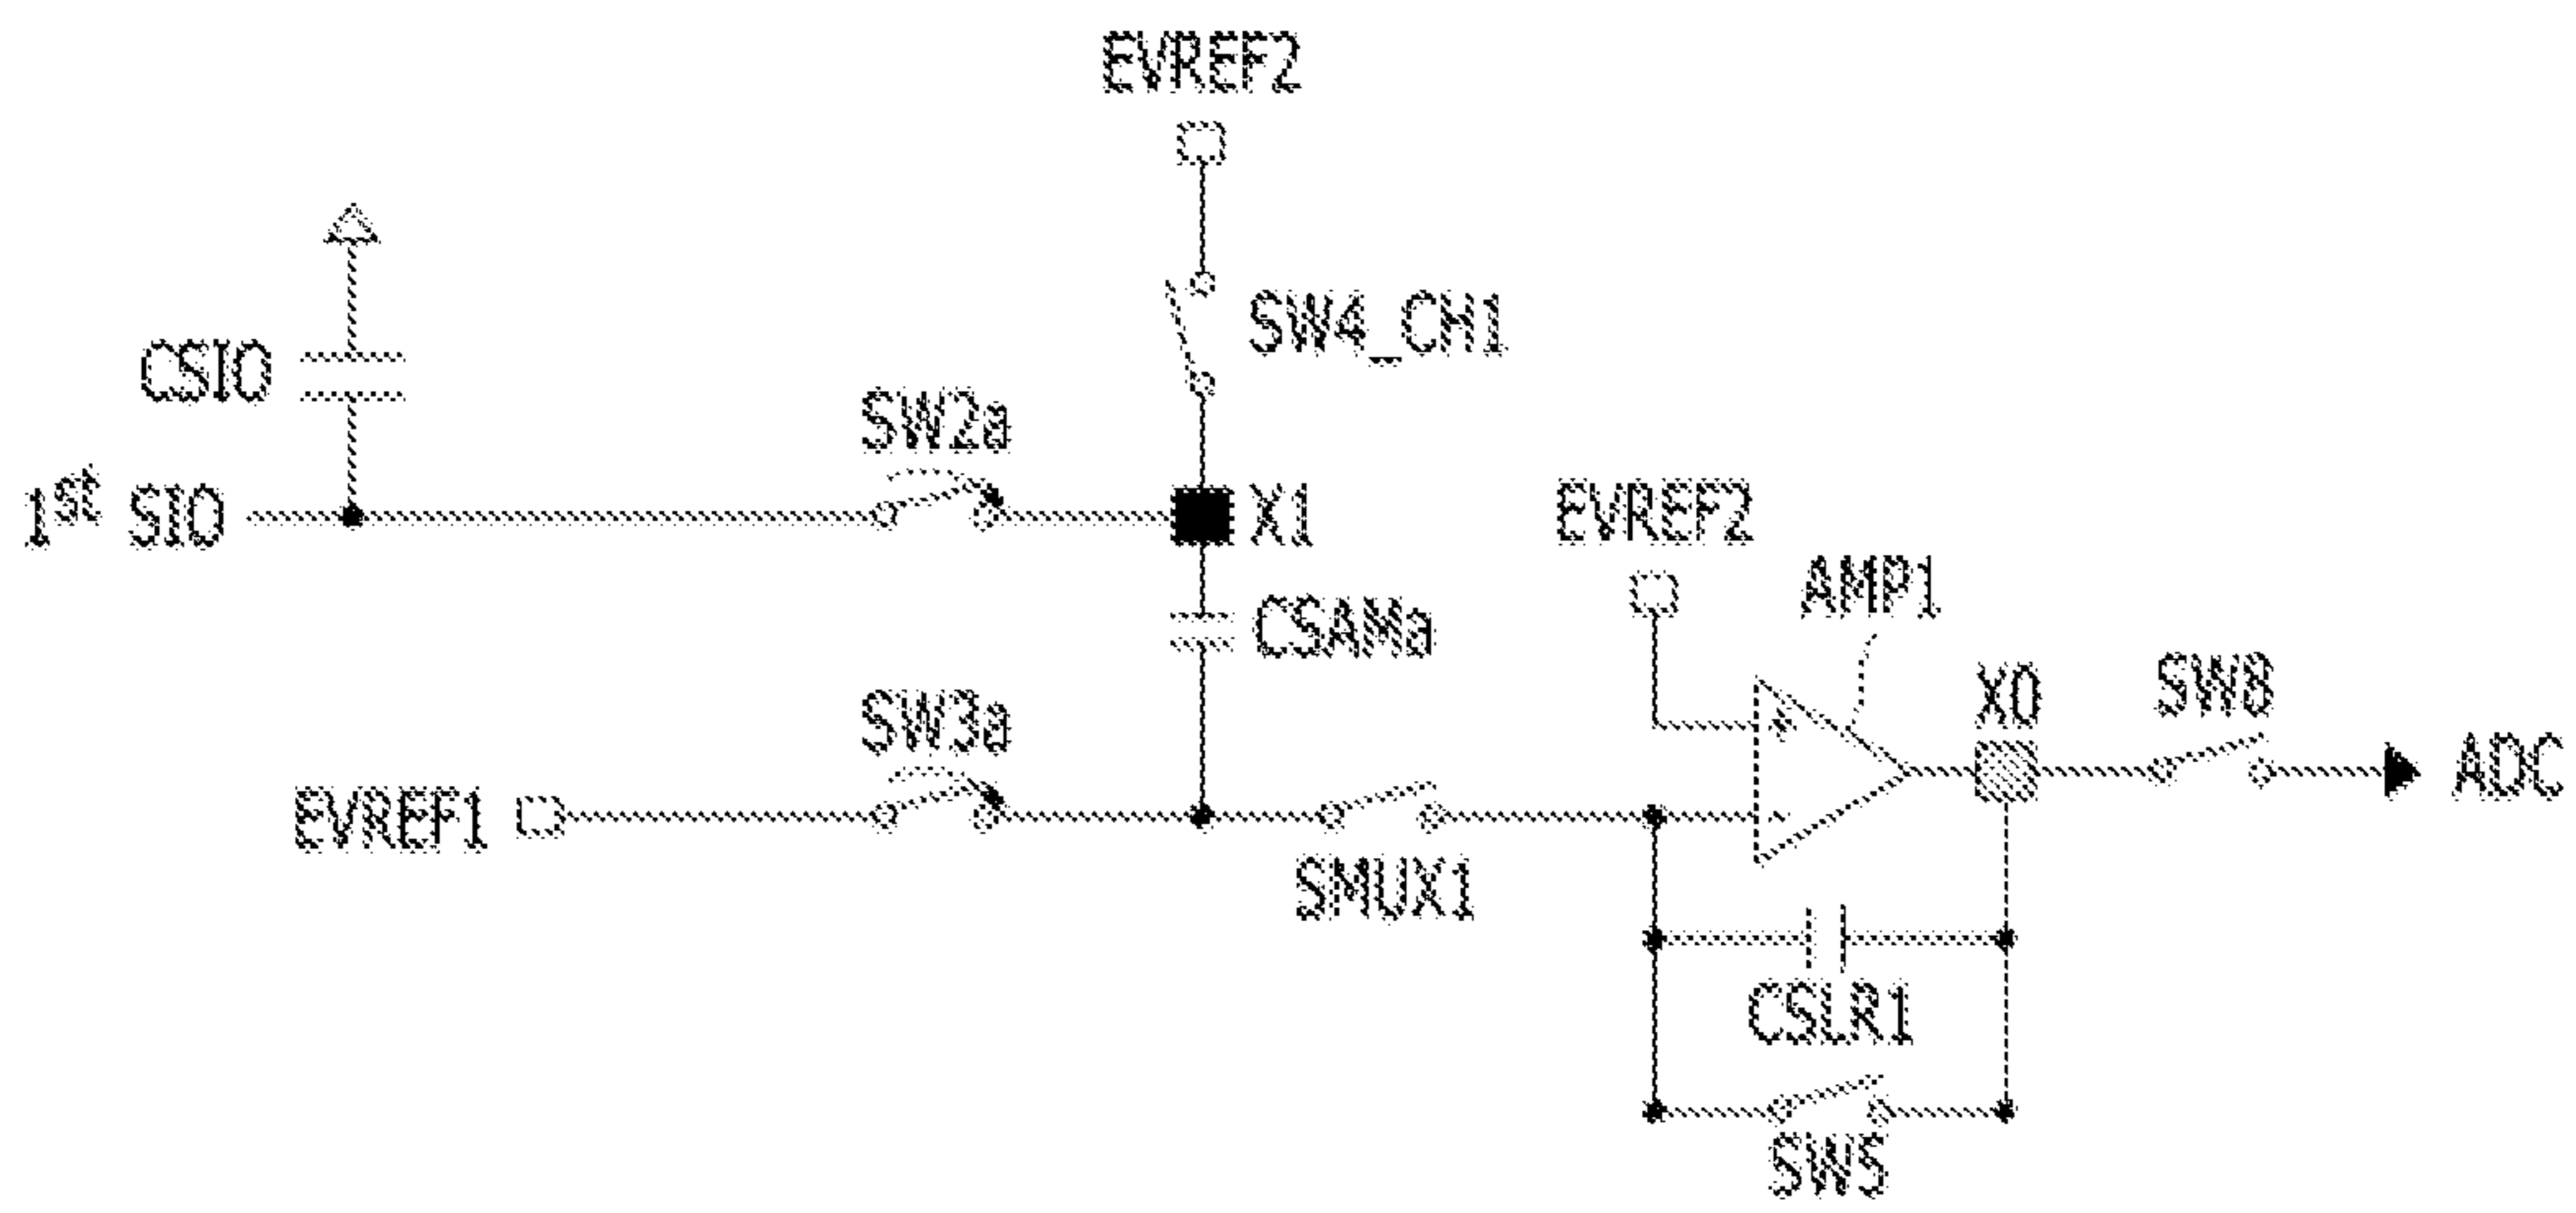 EVREF2
SW4_CH1
CSIO
SW2a
1st SIO
X1
EVREF2
AMP1
CSAMa
X0
SW8
SW3a
ADC
EVREF1
+
-
SMUX1
CSLR1
SW5